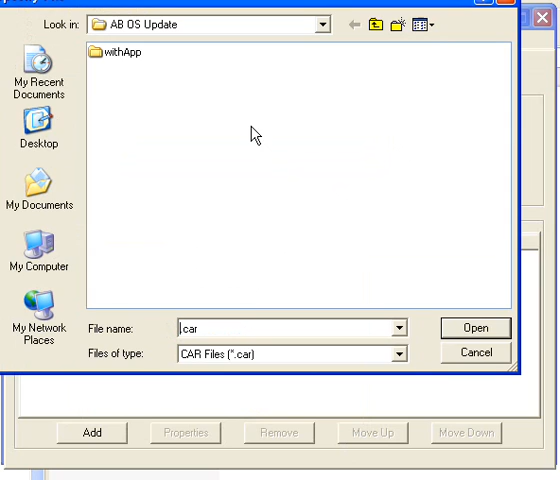 Look in:
AB OS Update
withApp
My Recent
Documents
Desktop
My Documents
My Computer
My Network
Places
File name:
.car
Open
Files of type:
CAR Files (*.car)
Cancel
Add
Properties
Remove
Move Up
Move Down